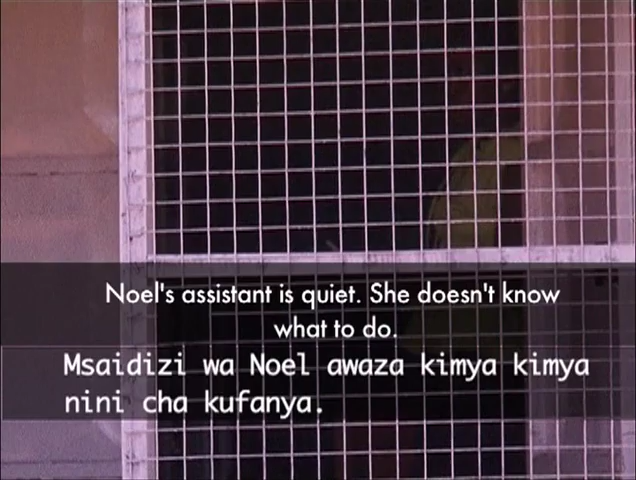 Noel's assistant is quiet. She doesn't know
what to do.
Msaidizi wa Noel awaza kimya kimya
nini cha kufanya.